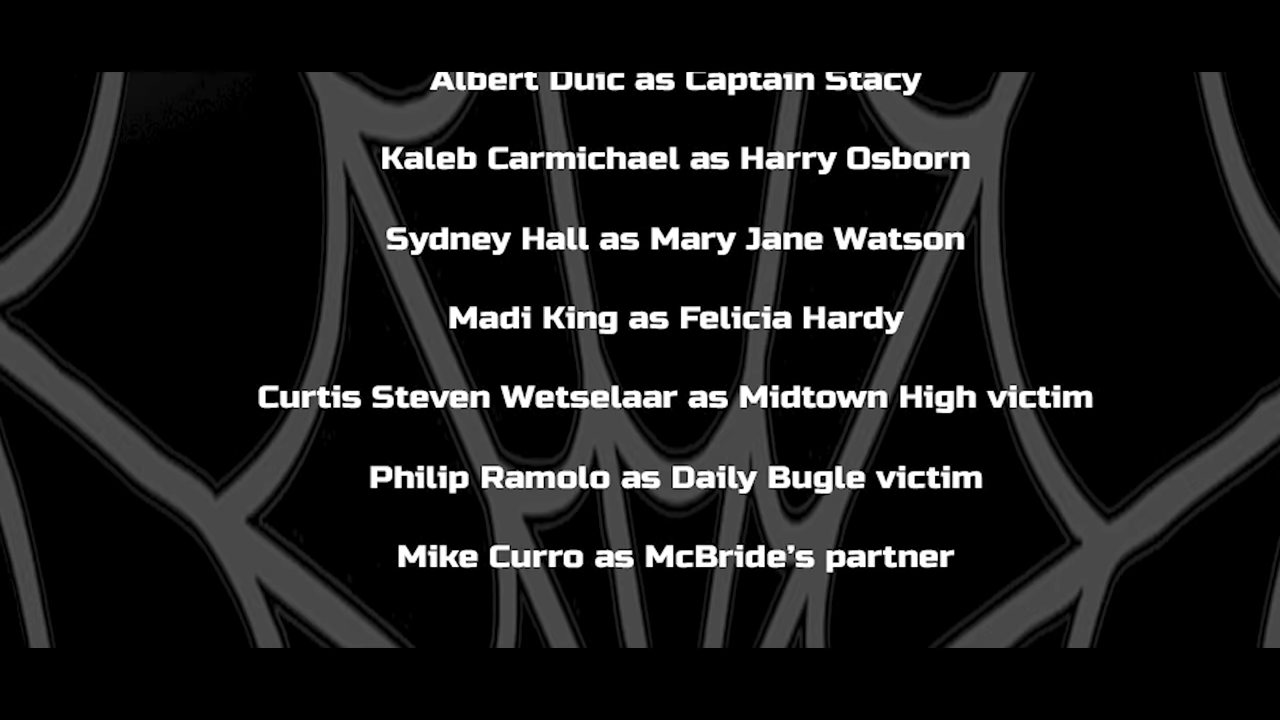 Albert Duic as Captain Stacy
Kaleb Carmichael as Harry Osborn
Sydney Hall as Mary Jane Watson
Madi King as Felicia Hardy
Curtis Steven Wetselaar as Midtown High victim
Philip Ramolo as Daily Bugle victim
Mike Curro as McBride’s partner